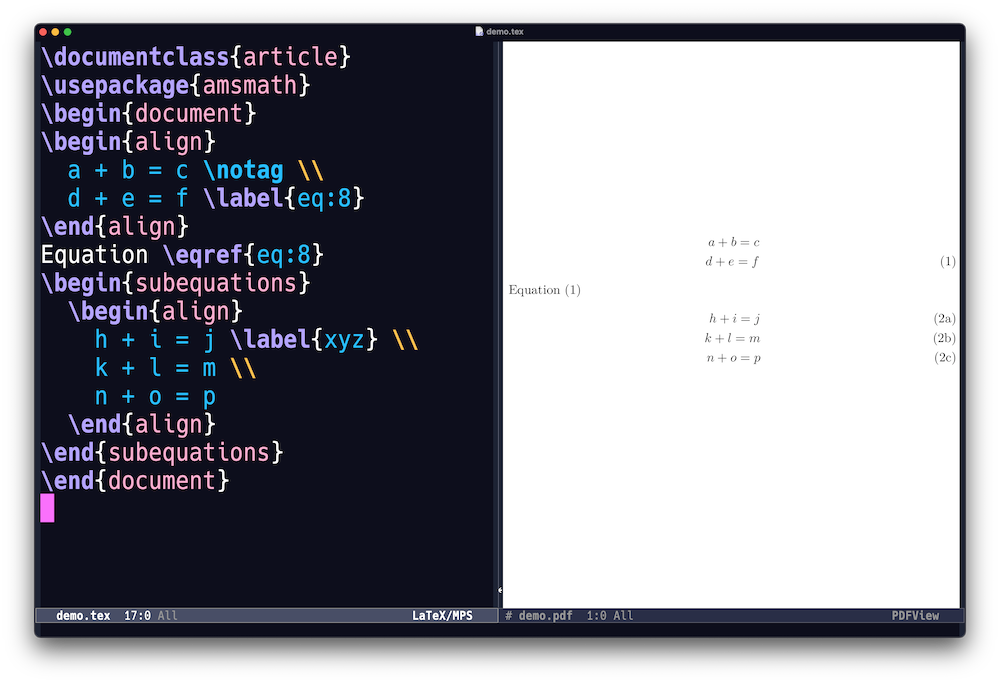 demo.tex
\documentclass{article}
\usepackage{amsmath}
\begin{document}
\begin{align}
  a + b = c \notag \\
  d + e = f \label{eq:8}
\end{align}
Equation \eqref{eq:8}
\begin{subequations}
  \begin{align}
    h + i = j \label{xyz} \\
    k + l = m \\
    n + o = p
  \end{align}
\end{subequations}
\end{document}
demo.tex 17:0 All LaTeX/MPS
a + b = c
d + e = f (1)
Equation (1)
h + i = j (2a)
k + l = m (2b)
n + o = p (2c)
# demo.pdf 1:0 All PDFView